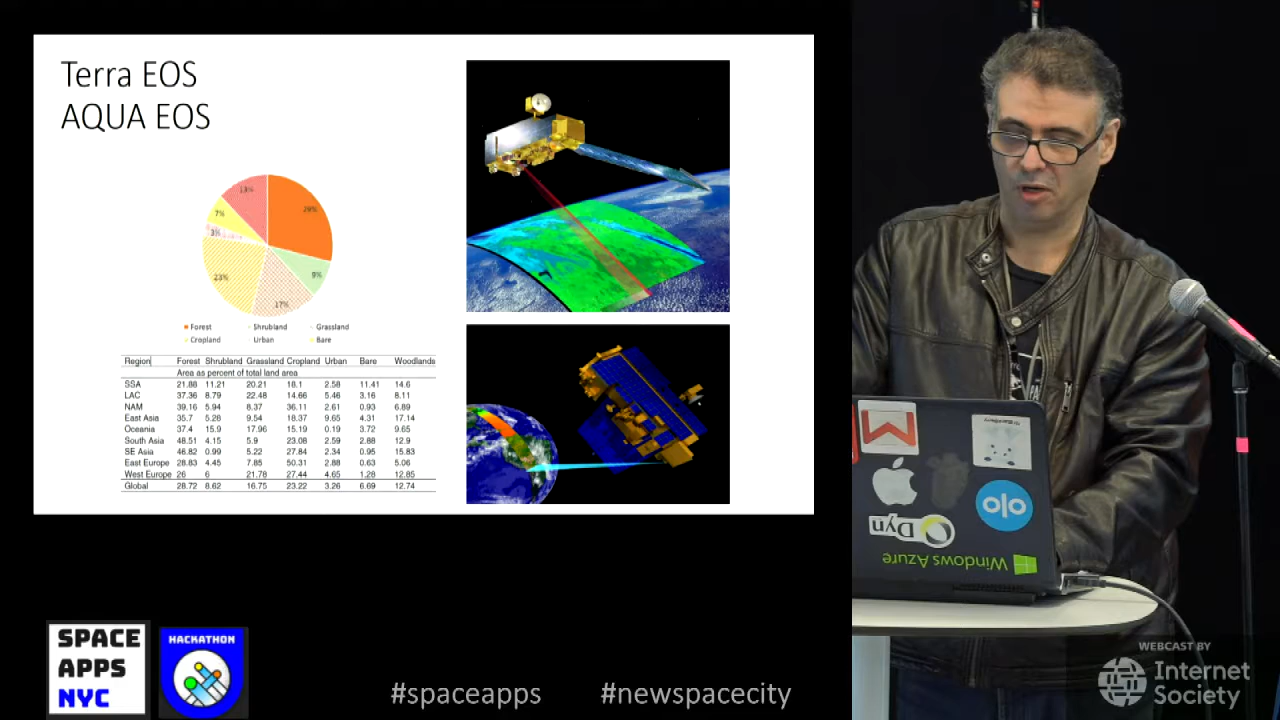 Terra EOS
AQUA EOS
13%
29%
7%
3%
9%
23%
17%
Forest Shrubland Grassland
Cropland Urban Bare
Region Forest Shrubland Grassland Cropland Urban Bare Woodlands
Area as percent of total land area
SSA 21.88 11.21 20.21 18.1 2.58 11.41 14.6
LAC 37.36 8.79 22.48 14.66 5.46 3.16 8.11
NAM 39.16 5.94 8.37 36.11 2.61 0.93 6.89
East Asia 35.7 5.28 9.54 18.37 9.65 4.31 17.14
Oceania 37.4 15.9 17.96 15.19 0.19 3.72 9.65
South Asia 48.51 4.15 5.9 23.08 2.59 2.88 12.9
SE Asia 46.82 0.99 5.22 27.84 2.34 0.95 15.83
East Europe 28.83 4.45 7.85 50.31 2.88 0.63 5.06
West Europe 26 6 21.78 27.44 4.65 1.28 12.85
Global 28.72 8.62 16.75 23.22 3.26 6.69 12.74
olo
Dyn
Windows Azure
SPACE
APPS
NYC
HACKATHON
#spaceapps #newspacecity
WEBCAST BY
Internet
Society